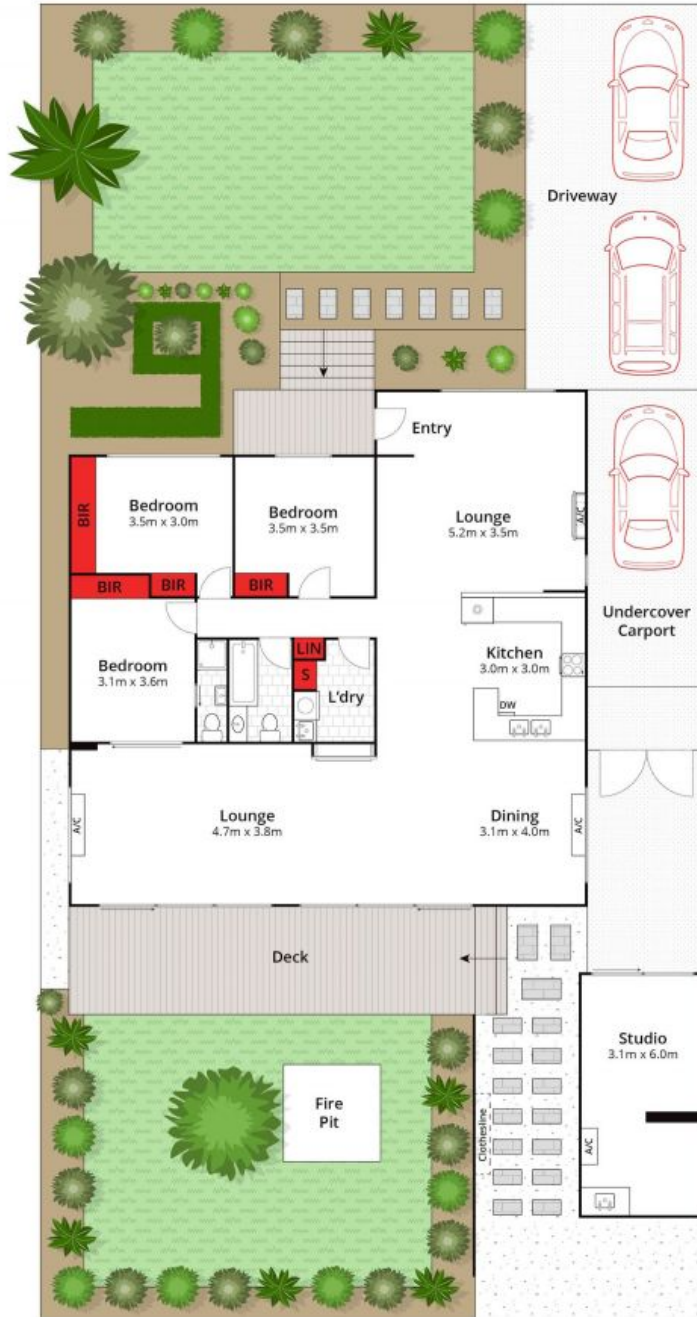 Driveway
Entry
BIR
Bedroom
3.5m x 3.0m
Bedroom
3.5m x 3.5m
Lounge
5.2m x 3.5m
A/C
BIR
BIR
BIR
Undercover
Carport
Bedroom
3.1m x 3.6m
LIN
S
L'dry
Kitchen
3.0m x 3.0m
DW
A/C
Lounge
4.7m x 3.8m
Dining
3.1m x 4.0m
A/C
Deck
Studio
3.1m x 6.0m
Fire
Pit
Clothesline
A/C